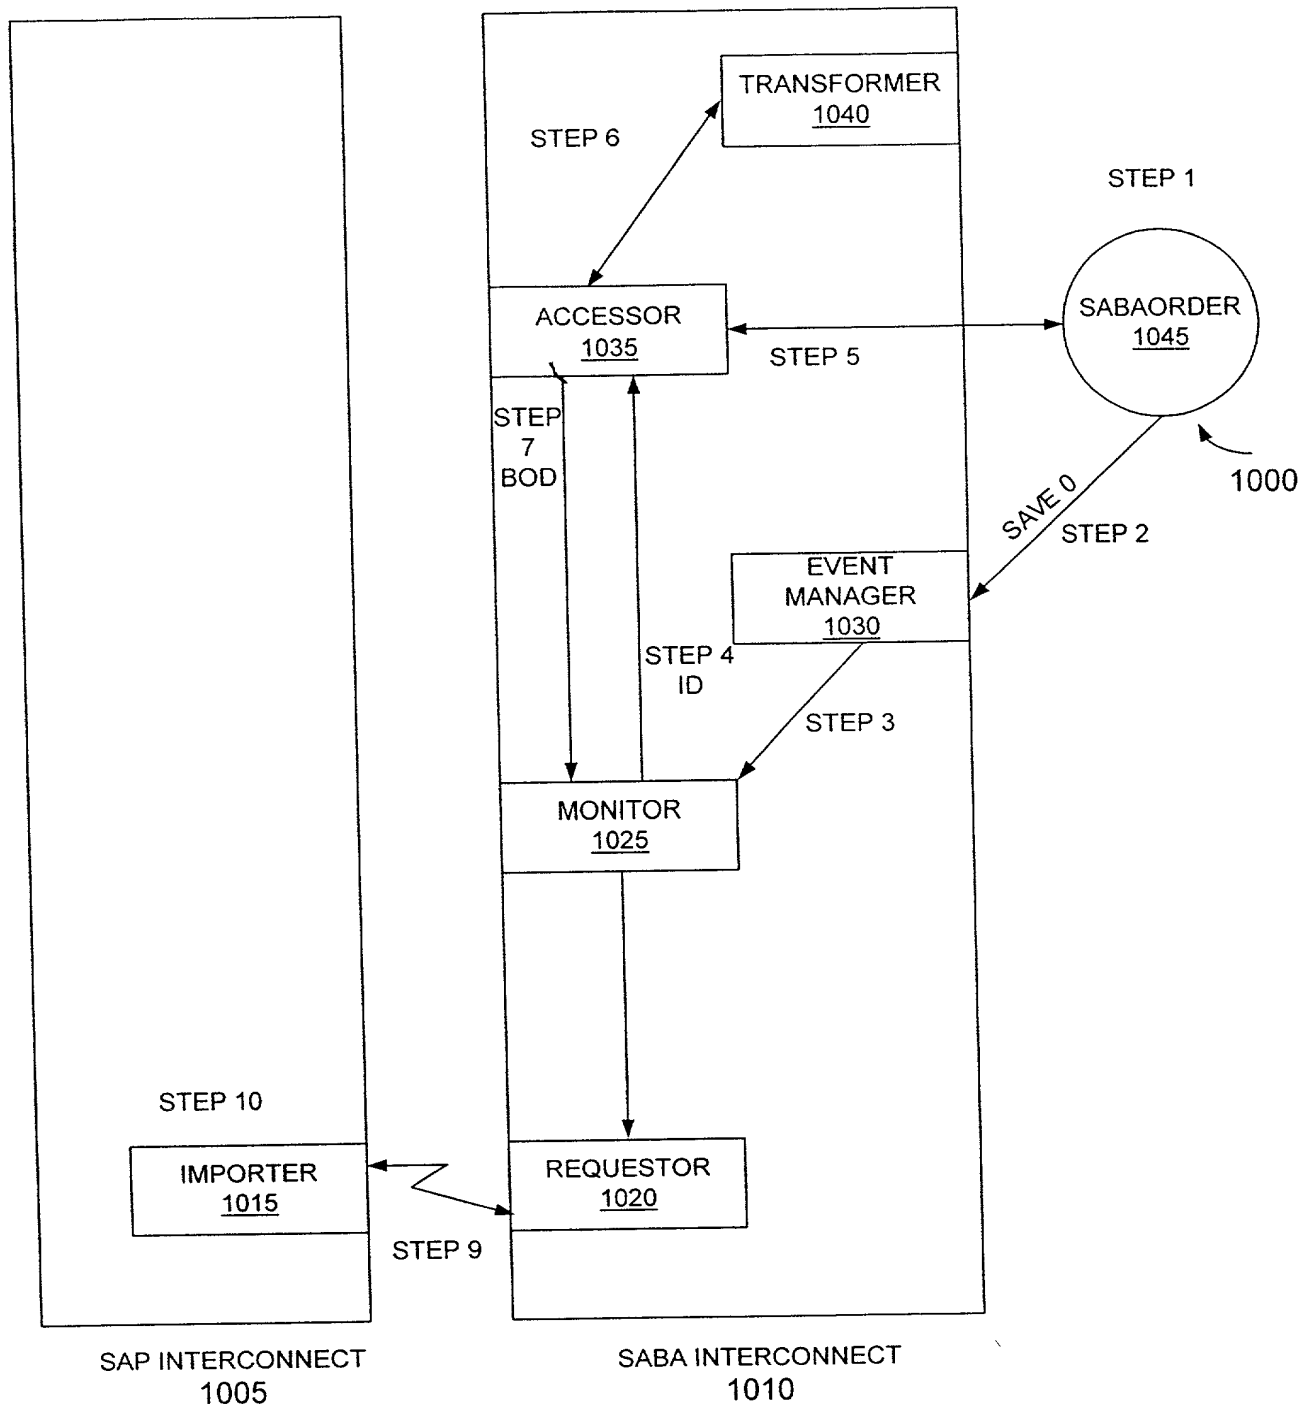 TRANSFORMER
1040
STEP 6
STEP 1
ACCESSOR
1035
SABAORDER
1045
STEP 5
STEP
7
BOD
1000
SAVE 0
STEP 2
EVENT
MANAGER
1030
STEP 4
ID
STEP 3
MONITOR
1025
STEP 10
IMPORTER
1015
REQUESTOR
1020
STEP 9
SAP INTERCONNECT
1005
SABA INTERCONNECT
1010